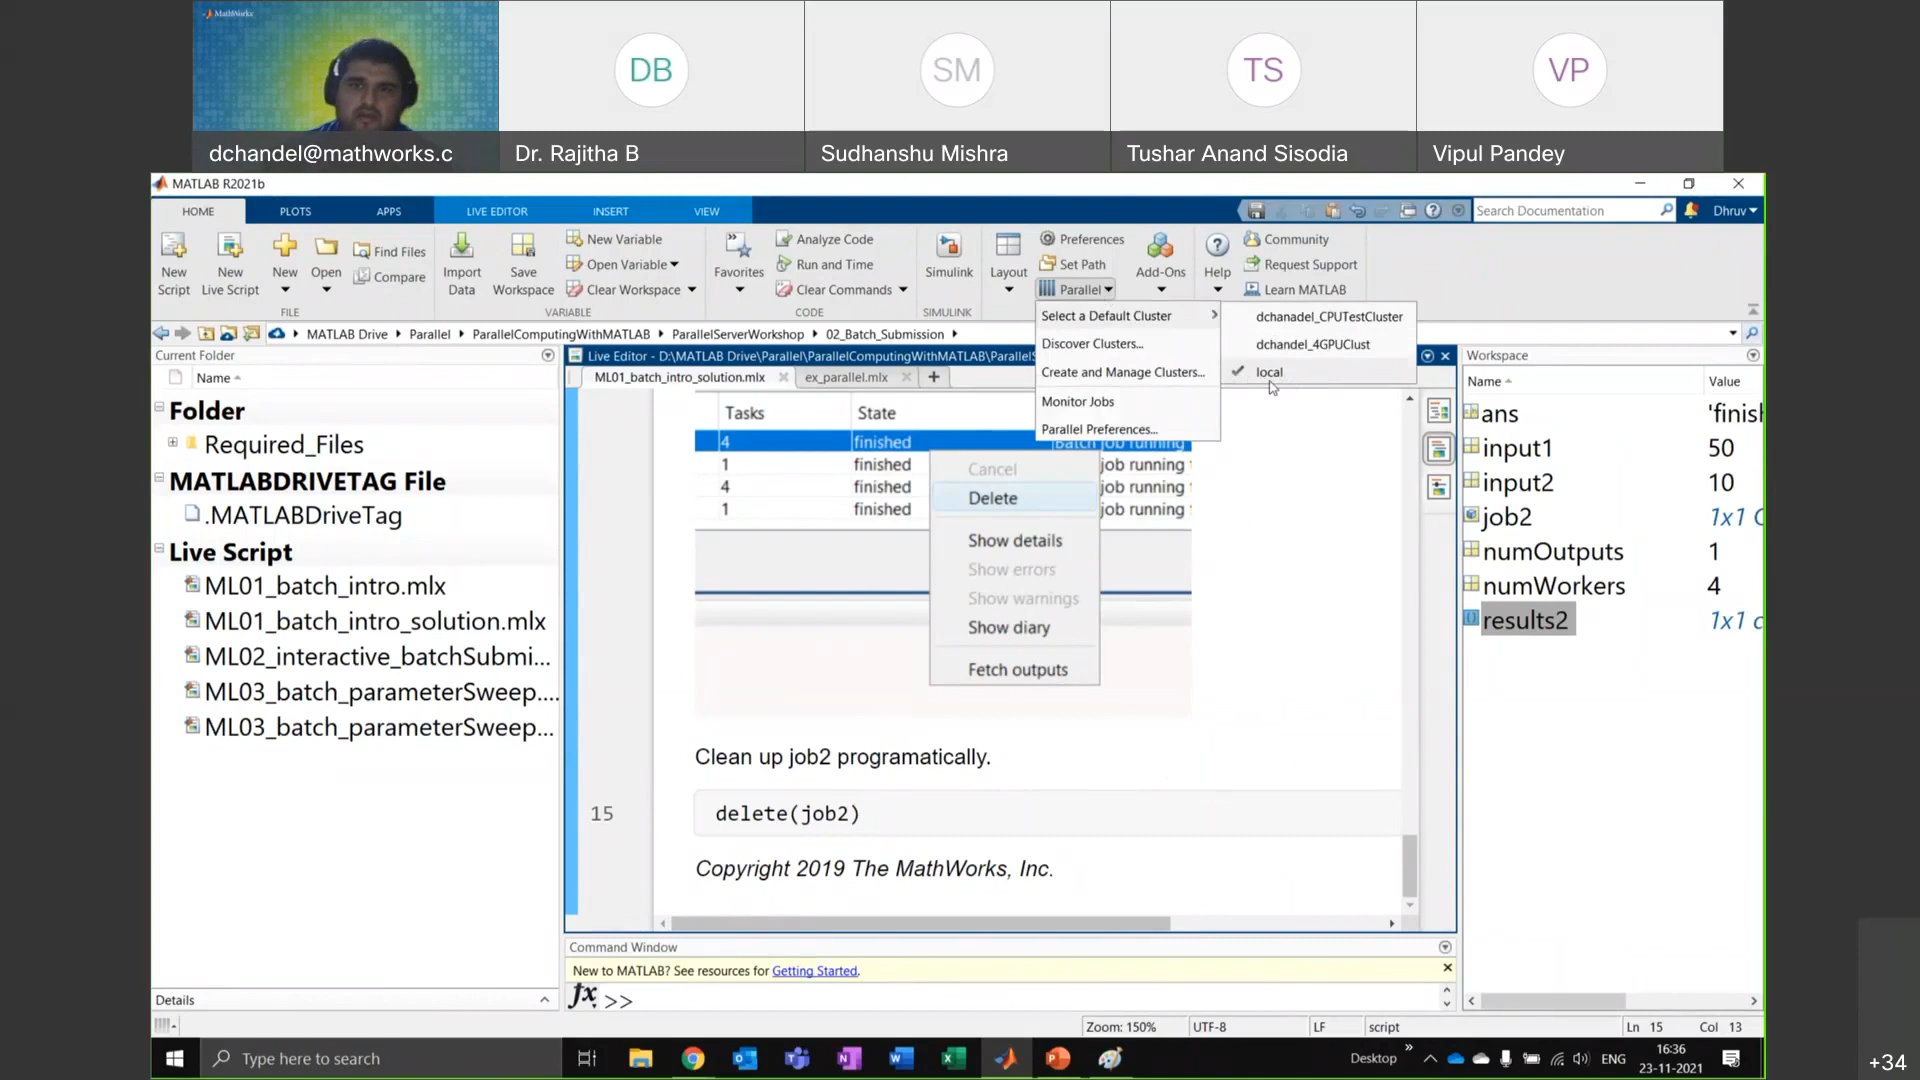 MathWorks
DB
SM
TS
VP
dchandel@mathworks.c
Dr. Rajitha B
Sudhanshu Mishra
Tushar Anand Sisodia
Vipul Pandey
MATLAB R2021b
HOME
PLOTS
APPS
LIVE EDITOR
INSERT
VIEW
Search Documentation
Dhruv
New Script
New Live Script
New
Open
Find Files
Compare
FILE
Import Data
Save Workspace
New Variable
Open Variable
Clear Workspace
VARIABLE
Favorites
Analyze Code
Run and Time
Clear Commands
CODE
Simulink
SIMULINK
Layout
Preferences
Set Path
Parallel
Add-Ons
Help
Community
Request Support
Learn MATLAB
Select a Default Cluster
Discover Clusters...
Create and Manage Clusters...
Monitor Jobs
Parallel Preferences...
dchanadel_CPUTestCluster
dchandel_4GPUClust
local
MATLAB Drive
Parallel
ParallelComputingWithMATLAB
ParallelServerWorkshop
02_Batch_Submission
Current Folder
Name
Folder
Required_Files
MATLABDRIVETAG File
.MATLABDriveTag
Live Script
ML01_batch_intro.mlx
ML01_batch_intro_solution.mlx
ML02_interactive_batchSubmi...
ML03_batch_parameterSweep....
ML03_batch_parameterSweep...
Details
Live Editor - D:\MATLAB Drive\Parallel\ParallelComputingWithMATLAB\ParallelS
ML01_batch_intro_solution.mlx
ex_parallel.mlx
Tasks State
4 finished Batch job running
1 finished job running
4 finished job running
1 finished job running
Cancel
Delete
Show details
Show errors
Show warnings
Show diary
Fetch outputs
Clean up job2 programatically.
15 delete(job2)
Copyright 2019 The MathWorks, Inc.
Command Window
New to MATLAB? See resources for Getting Started.
fx >>
Workspace
Name Value
ans 'finish
input1 50
input2 10
job2 1x1 C
numOutputs 1
numWorkers 4
results2 1x1 c
Zoom: 150%
UTF-8
LF
script
Ln 15
Col 13
Type here to search
Desktop
ENG
16:36
23-11-2021
+34